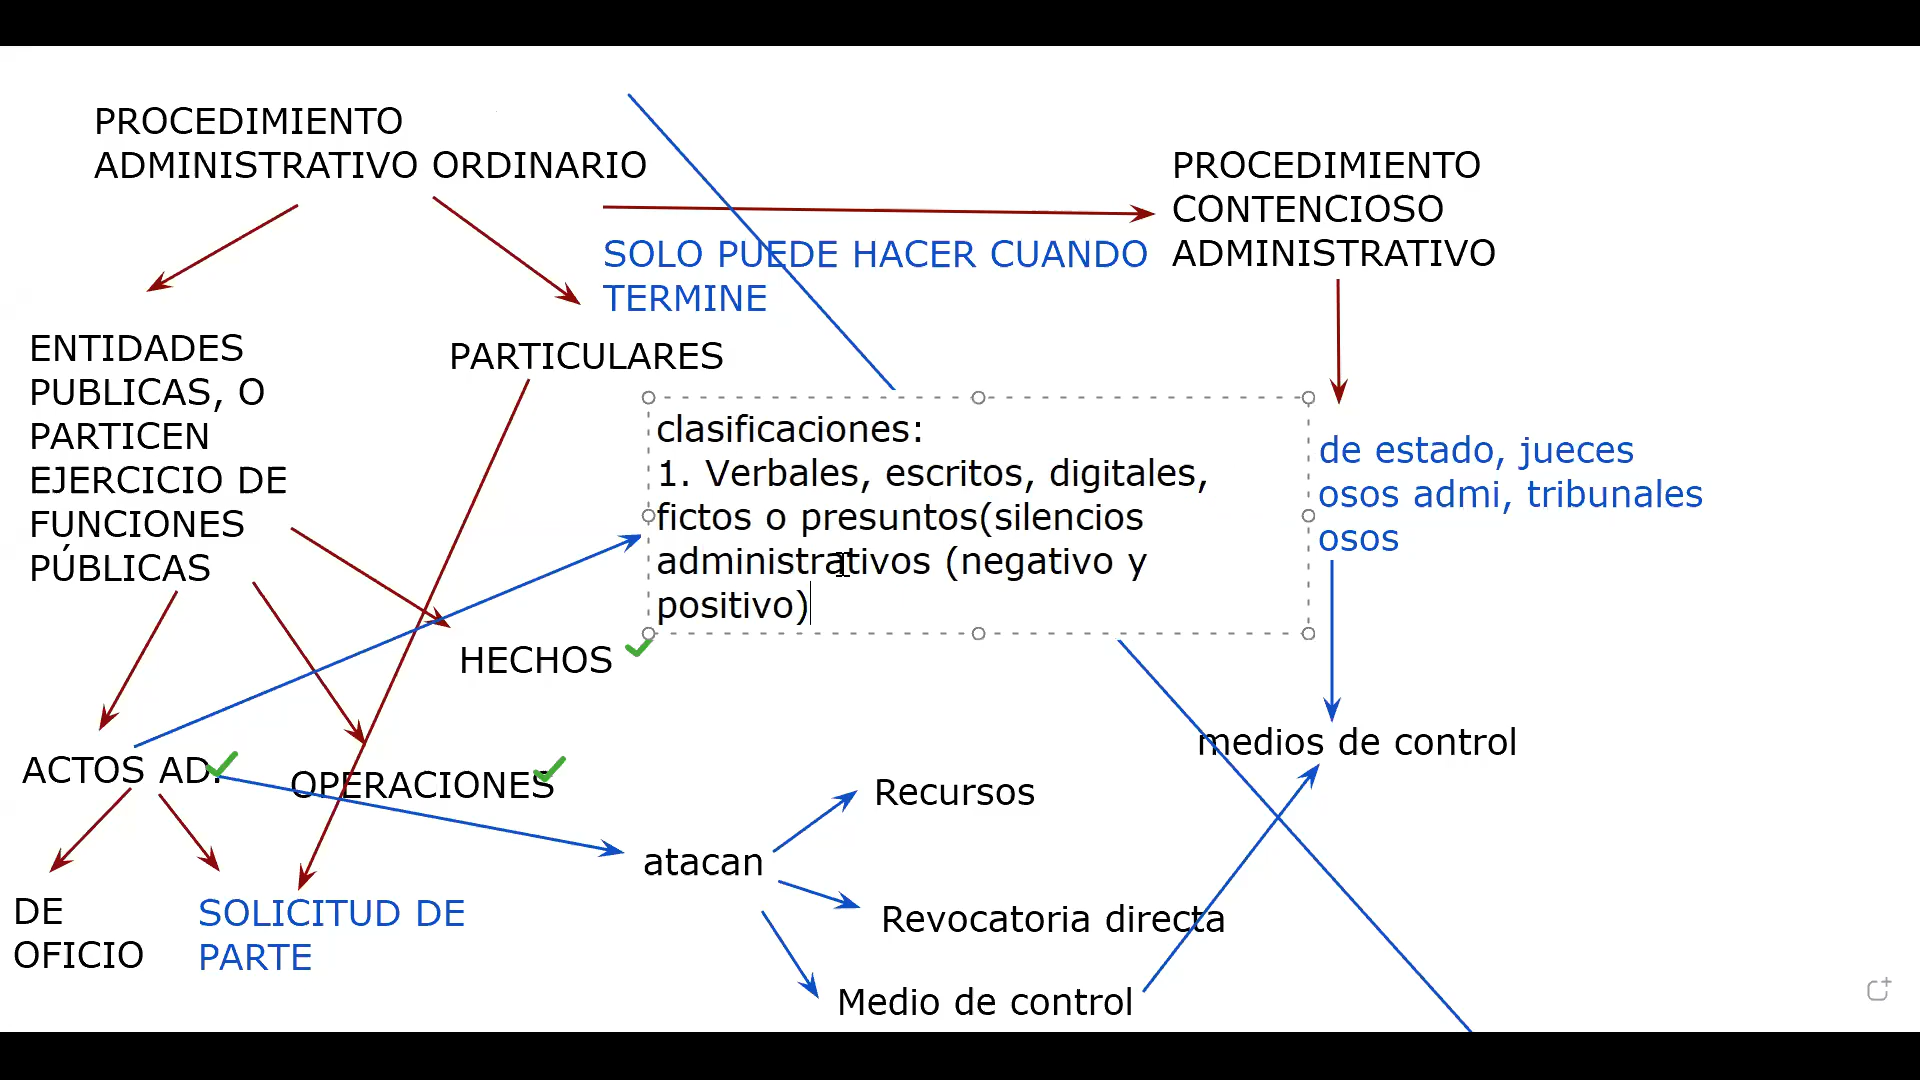 PROCEDIMIENTO
ADMINISTRATIVO ORDINARIO
PROCEDIMIENTO
CONTENCIOSO
ADMINISTRATIVO
SOLO PUEDE HACER CUANDO
TERMINE
ENTIDADES
PUBLICAS, O
PARTICEN
EJERCICIO DE
FUNCIONES
PÚBLICAS
PARTICULARES
clasificaciones:
1. Verbales, escritos, digitales,
fictos o presuntos(silencios
administrativos (negativo y
positivo)
de estado, jueces
osos admi, tribunales
osos
HECHOS
medios de control
ACTOS AD.
OPERACIONES
Recursos
atacan
Revocatoria directa
Medio de control
DE
OFICIO
SOLICITUD DE
PARTE